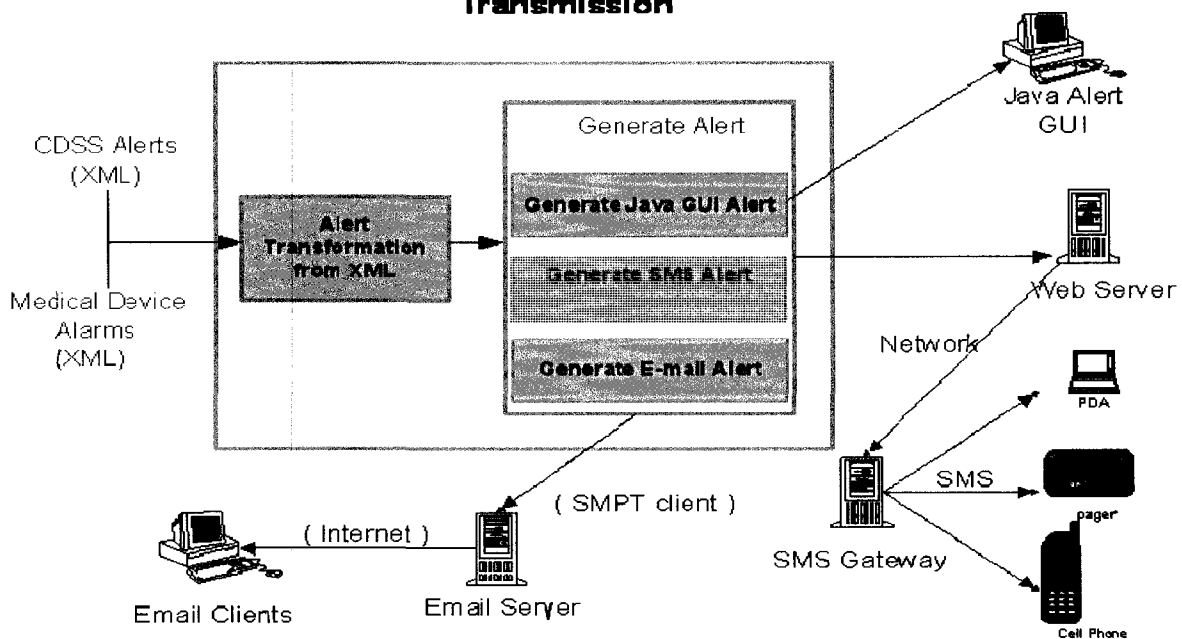 Transmission
CDSS Alerts
(XML)
Medical Device
Alarms
(XML)
Alert
Transformation
from XML
Generate Alert
Generate Java GUI Alert
Generate SMS Alert
Generate E-mail Alert
Java Alert
GUI
Web Server
Network
PDA
SMS
pager
Cell Phone
SMS Gateway
( SMPT client )
( Internet )
Email Clients
Email Server